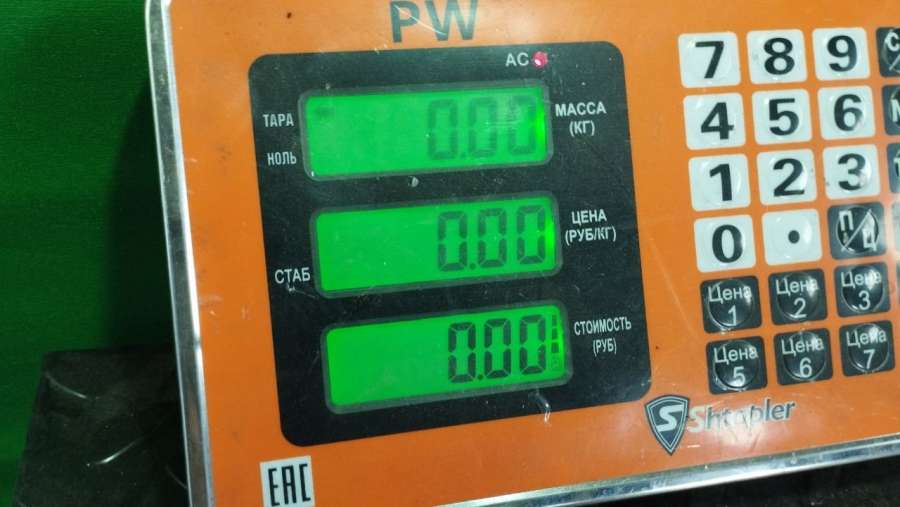 PW
AC
ТАРА
НОЛЬ
0.00
МАССА
(КГ)
СТАБ
0.00
ЦЕНА
(РУБ/КГ)
0.00
СТОИМОСТЬ
(РУБ)
7 8 9
4 5 6
1 2 3
0 . П/Ц
Цена 1 Цена 2 Цена 3
Цена 5 Цена 6 Цена 7
S Shtapler
EAC